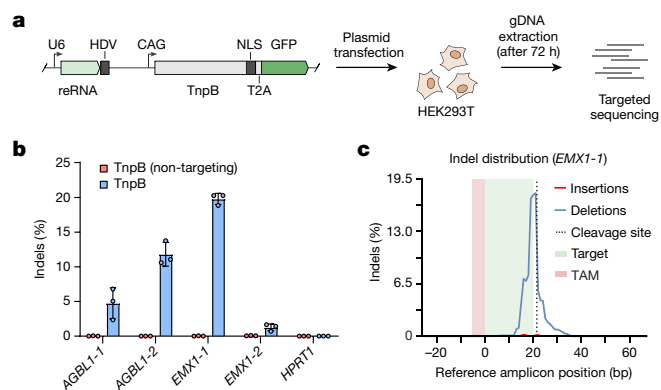 a
U6 HDV CAG NLS GFP
reRNA TnpB T2A
Plasmid
transfection
HEK293T
gDNA
extraction
(after 72 h)
Targeted
sequencing
b
Indels (%)
25
20
15
10
5
0
TnpB (non-targeting)
TnpB
AGBL1-1 AGBL1-2 EMX1-1 EMX1-2 HPRT1
c
Indel distribution (EMX1-1)
Indels (%)
19.5
13.0
6.5
0
Insertions
Deletions
Cleavage site
Target
TAM
−20 0 20 40 60
Reference amplicon position (bp)